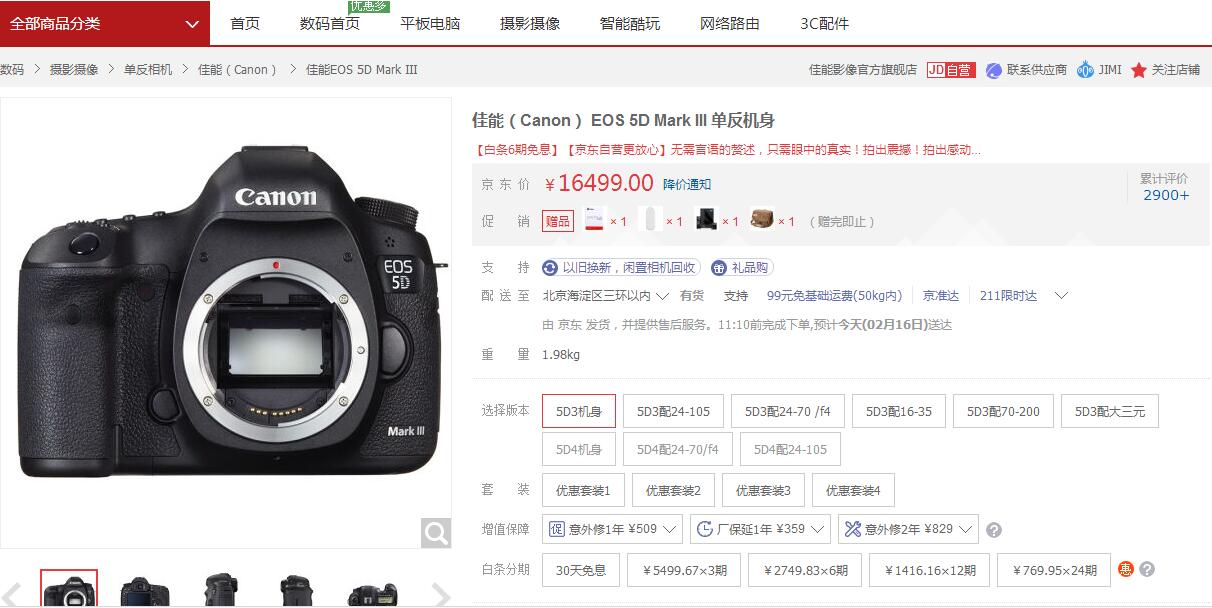 优惠多
全部商品分类 首页 数码首页 平板电脑 摄影摄像 智能酷玩 网络路由 3C配件
数码 > 摄影摄像 > 单反相机 > 佳能（Canon） > 佳能EOS 5D Mark III 佳能影像官方旗舰店 JD自营 联系供应商 JIMI 关注店铺
Canon
EOS
5D
Mark III
佳能（Canon） EOS 5D Mark III 单反机身
【白条6期免息】【京东自营更放心】无需言语的赘述，只需眼中的真实！拍出震撼！拍出感动...
京东价 ￥16499.00 降价通知 累计评价
2900+
促销 赠品 × 1 × 1 × 1 × 1 （赠完即止）
支持 以旧换新，闲置相机回收 礼品购
配送至 北京海淀区三环以内 有货 支持 99元免基础运费(50kg内) 京准达 211限时达
由 京东 发货，并提供售后服务。11:10前完成下单,预计今天(02月16日)送达
重量 1.98kg
选择版本 5D3机身 5D3配24-105 5D3配24-70 /f4 5D3配16-35 5D3配70-200 5D3配大三元
5D4机身 5D4配24-70/f4 5D4配24-105
套装 优惠套装1 优惠套装2 优惠套装3 优惠套装4
增值保障 促 意外修1年 ¥509 厂保延1年 ¥359 意外修2年 ¥829 ?
白条分期 30天免息 ￥5499.67×3期 ￥2749.83×6期 ￥1416.16×12期 ￥769.95×24期 惠 ?